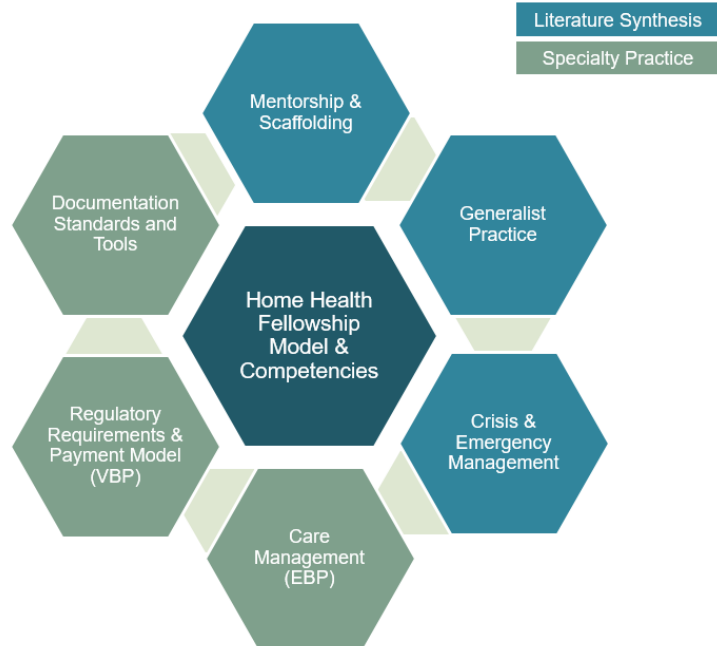 Literature Synthesis
Specialty Practice
Mentorship &
Scaffolding
Documentation
Standards and
Tools
Generalist
Practice
Home Health
Fellowship
Model &
Competencies
Regulatory
Requirements &
Payment Model
(VBP)
Crisis &
Emergency
Management
Care
Management
(EBP)